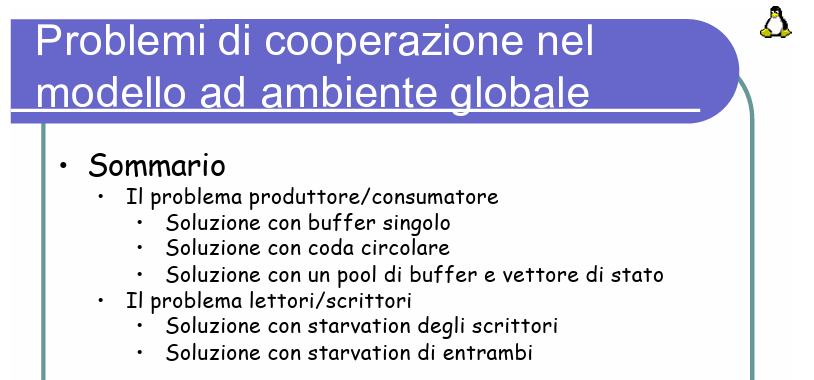 Problemi di cooperazione nel
modello ad ambiente globale
• Sommario
• Il problema produttore/consumatore
• Soluzione con buffer singolo
• Soluzione con coda circolare
• Soluzione con un pool di buffer e vettore di stato
• Il problema lettori/scrittori
• Soluzione con starvation degli scrittori
• Soluzione con starvation di entrambi